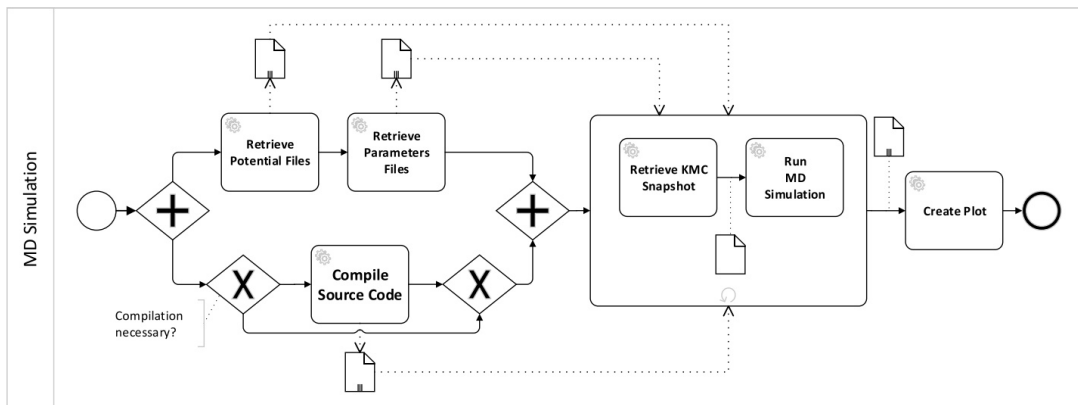 MD Simulation
Retrieve
Potential Files
Retrieve
Parameters
Files
Compile
Source Code
Compilation
necessary?
Retrieve KMC
Snapshot
Run
MD
Simulation
Create Plot